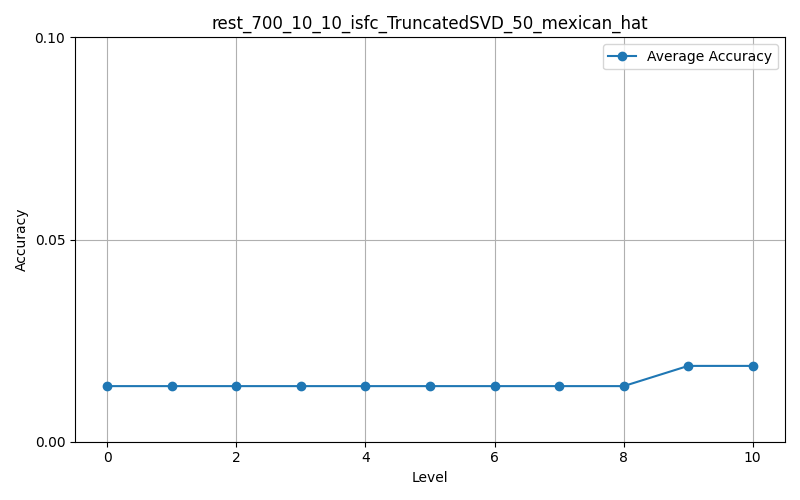 rest_700_10_10_isfc_TruncatedSVD_50_mexican_hat
0.10
Average Accuracy
0.05
Accuracy
0.00
0 2 4 6 8 10
Level